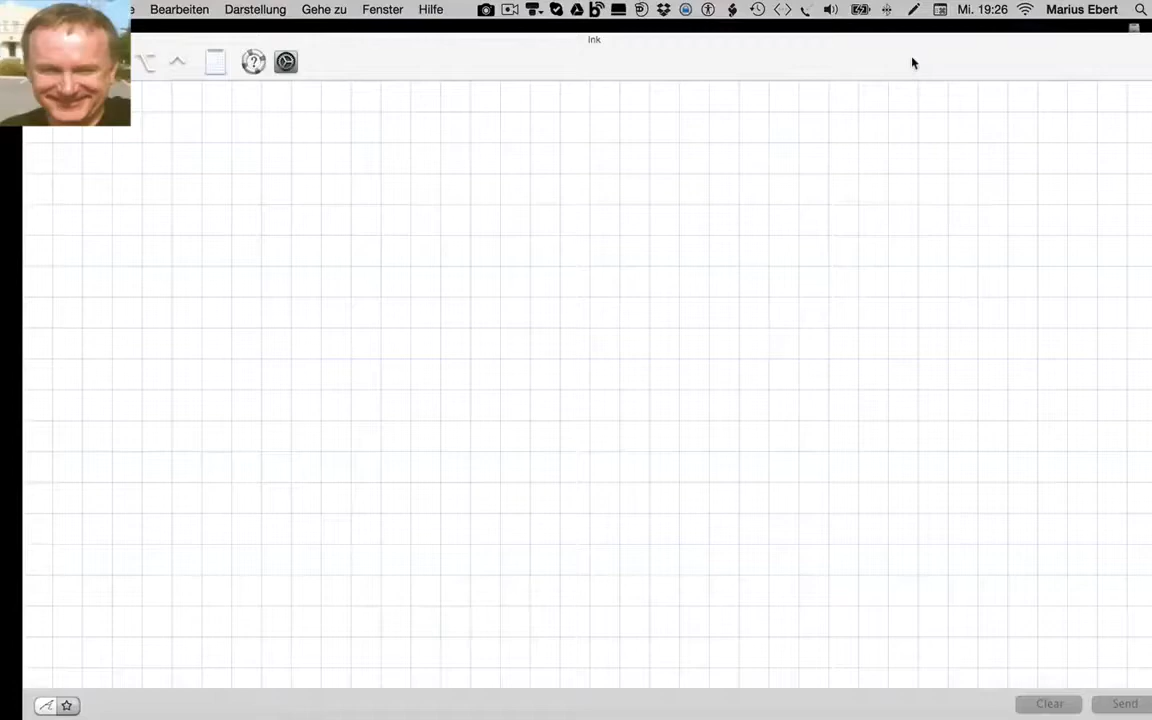 Bearbeiten Darstellung Gehe zu Fenster Hilfe Mi. 19:26 Marius Ebert
Ink
Clear Send